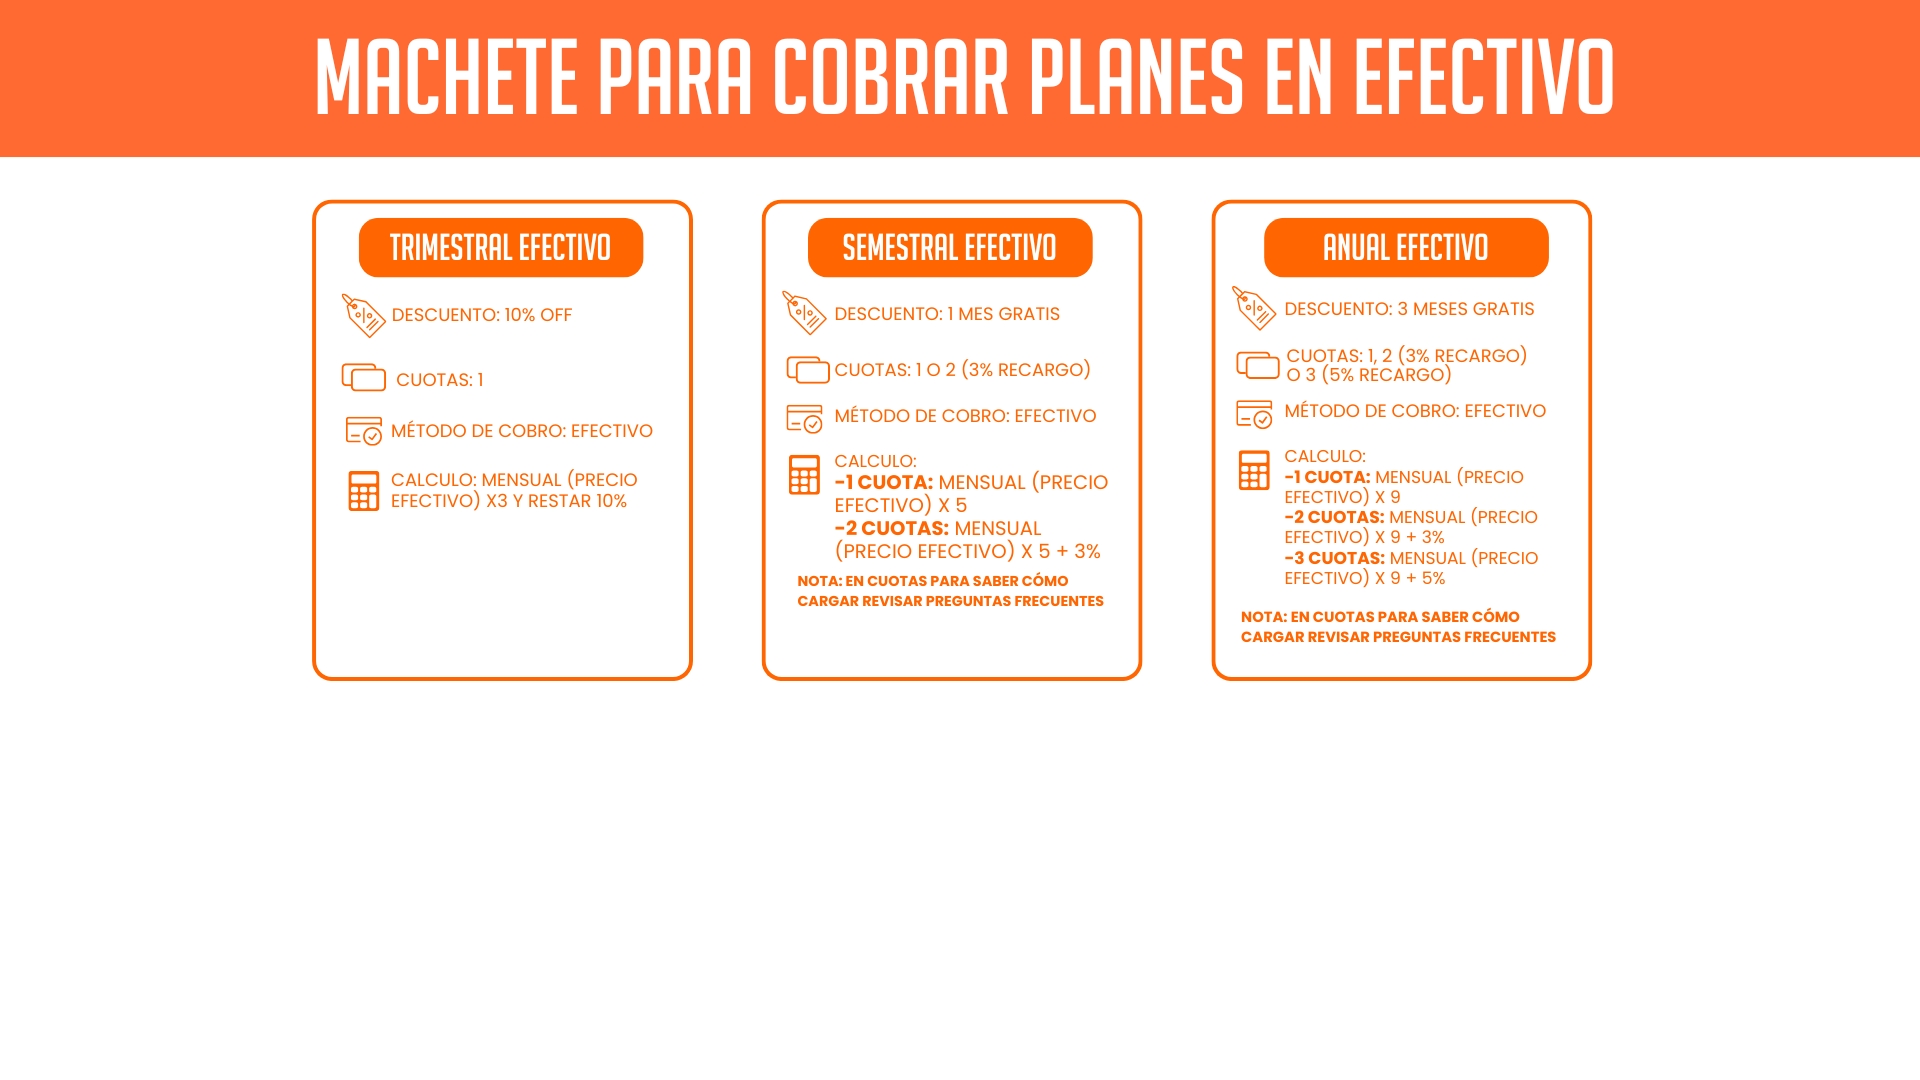 MACHETE PARA COBRAR PLANES EN EFECTIVO
TRIMESTRAL EFECTIVO
DESCUENTO: 10% OFF
CUOTAS: 1
MÉTODO DE COBRO: EFECTIVO
CALCULO: MENSUAL (PRECIO
EFECTIVO) X3 Y RESTAR 10%
SEMESTRAL EFECTIVO
DESCUENTO: 1 MES GRATIS
CUOTAS: 1 O 2 (3% RECARGO)
MÉTODO DE COBRO: EFECTIVO
CALCULO:
-1 CUOTA: MENSUAL (PRECIO
EFECTIVO) X 5
-2 CUOTAS: MENSUAL
(PRECIO EFECTIVO) X 5 + 3%
NOTA: EN CUOTAS PARA SABER CÓMO
CARGAR REVISAR PREGUNTAS FRECUENTES
ANUAL EFECTIVO
DESCUENTO: 3 MESES GRATIS
CUOTAS: 1, 2 (3% RECARGO)
O 3 (5% RECARGO)
MÉTODO DE COBRO: EFECTIVO
CALCULO:
-1 CUOTA: MENSUAL (PRECIO
EFECTIVO) X 9
-2 CUOTAS: MENSUAL (PRECIO
EFECTIVO) X 9 + 3%
-3 CUOTAS: MENSUAL (PRECIO
EFECTIVO) X 9 + 5%
NOTA: EN CUOTAS PARA SABER CÓMO
CARGAR REVISAR PREGUNTAS FRECUENTES